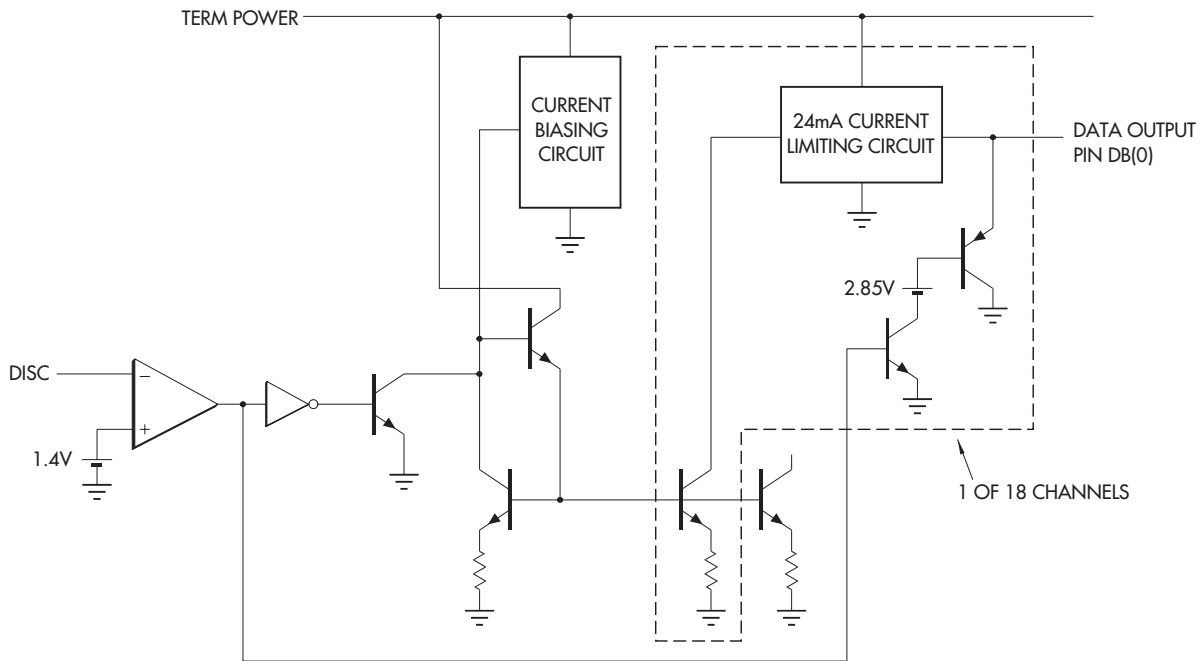 TERM POWER
CURRENT
BIASING
CIRCUIT
24mA CURRENT
LIMITING CIRCUIT
DATA OUTPUT
PIN DB(0)
2.85V
DISC
−
+
1.4V
1 OF 18 CHANNELS